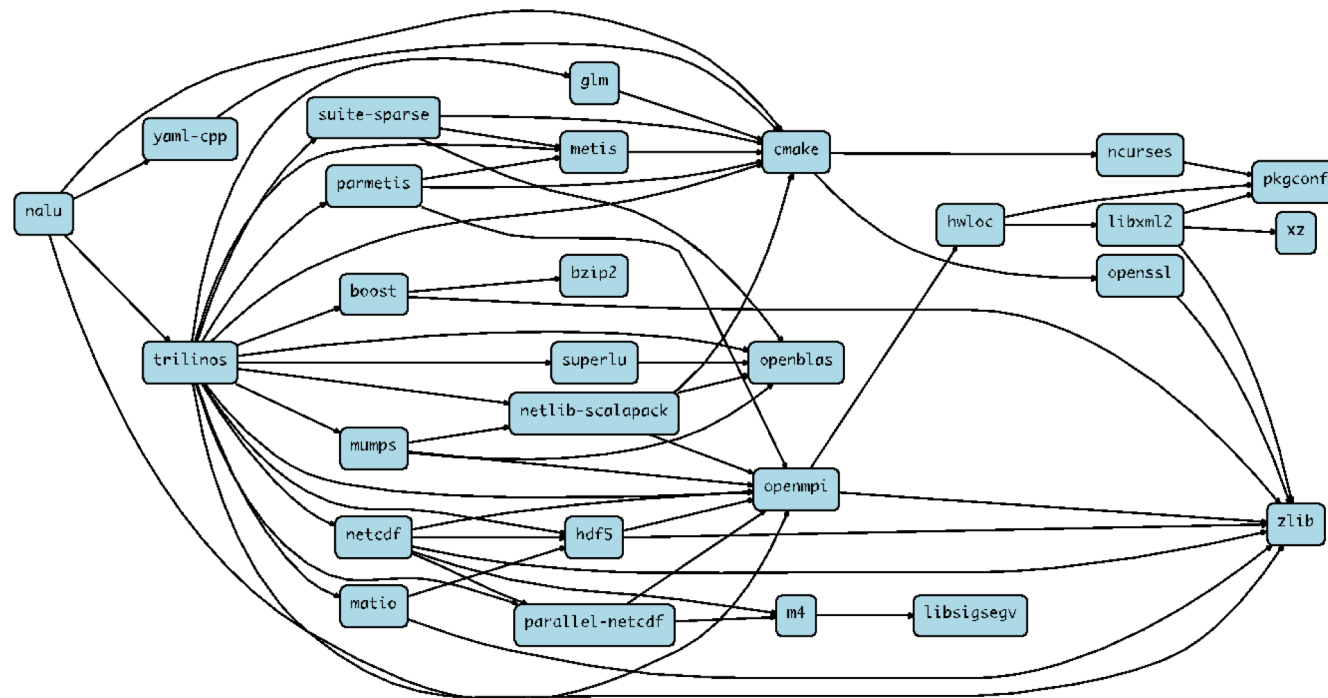 glm
suite-sparse
yaml-cpp
metis
cmake
ncurses
parmetis
pkgconf
nalu
hwloc
libxml2
xz
boost
bzip2
openssl
trilinos
superlu
openblas
netlib-scalapack
mumps
openmpi
netcdf
hdf5
zlib
matio
parallel-netcdf
m4
libsigsegv